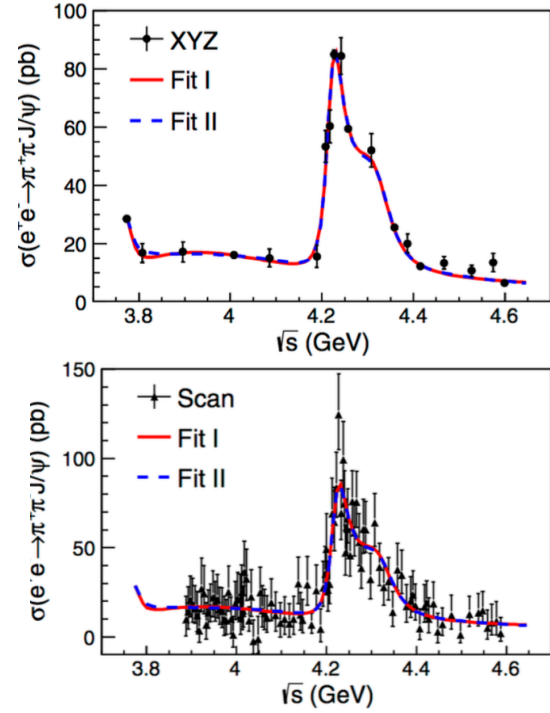 100
80
60
40
20
0
σ(e⁺e⁻→π⁺π⁻J/ψ) (pb)
XYZ
Fit I
Fit II
3.8 4 4.2 4.4 4.6
√s (GeV)
150
100
50
0
σ(e⁻e→π⁺π⁻J/ψ) (pb)
Scan
Fit I
Fit II
3.8 4 4.2 4.4 4.6
√s (GeV)